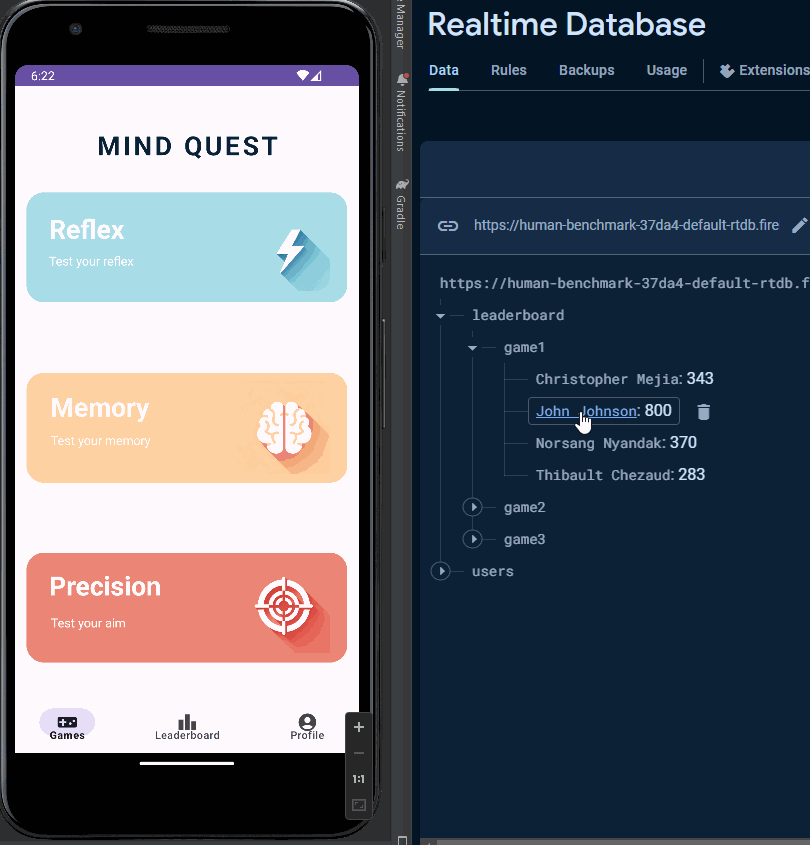 6:22
MIND QUEST
Reflex
Test your reflex
Memory
Test your memory
Precision
Test your aim
Games
Leaderboard
Profile
1:1
Manager
Notifications
Gradle
Realtime Database
Data
Rules
Backups
Usage
Extensions
https://human-benchmark-37da4-default-rtdb.fire
https://human-benchmark-37da4-default-rtdb.f
leaderboard
game1
Christopher Mejia: 343
John Johnson: 800
Norsang Nyandak: 370
Thibault Chezaud: 283
game2
game3
users